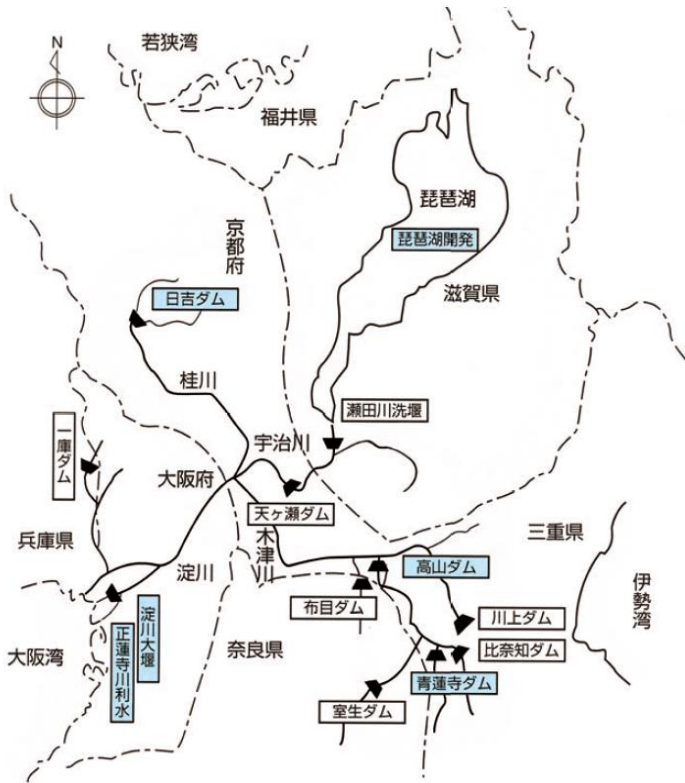 N
若狭湾
福井県
京都府
琵琶湖
琵琶湖開発
滋賀県
日吉ダム
桂川
瀬田川洗堰
宇治川
一庫ダム
大阪府
天ヶ瀬ダム
兵庫県
淀川
木津川
三重県
高山ダム
伊勢湾
布目ダム
川上ダム
淀川大堰
正蓮寺川利水
大阪湾
奈良県
比奈知ダム
青蓮寺ダム
室生ダム